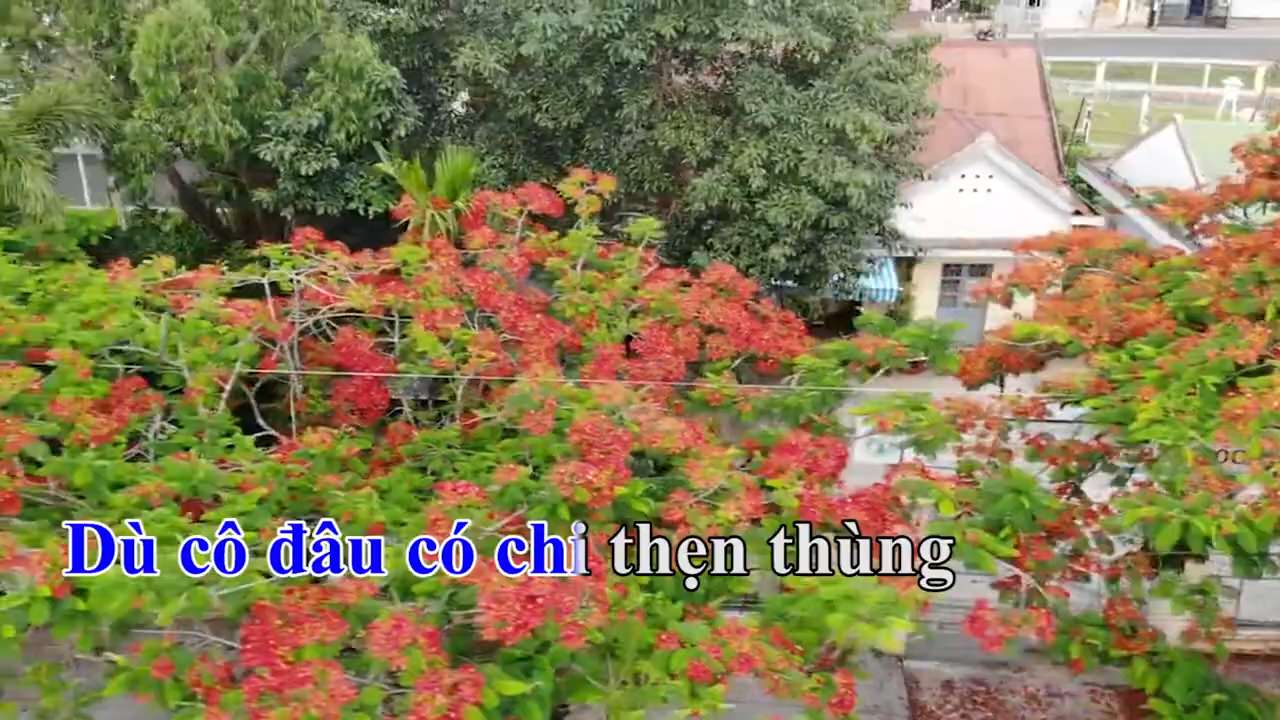 Dù cô đâu có chi thẹn thùng